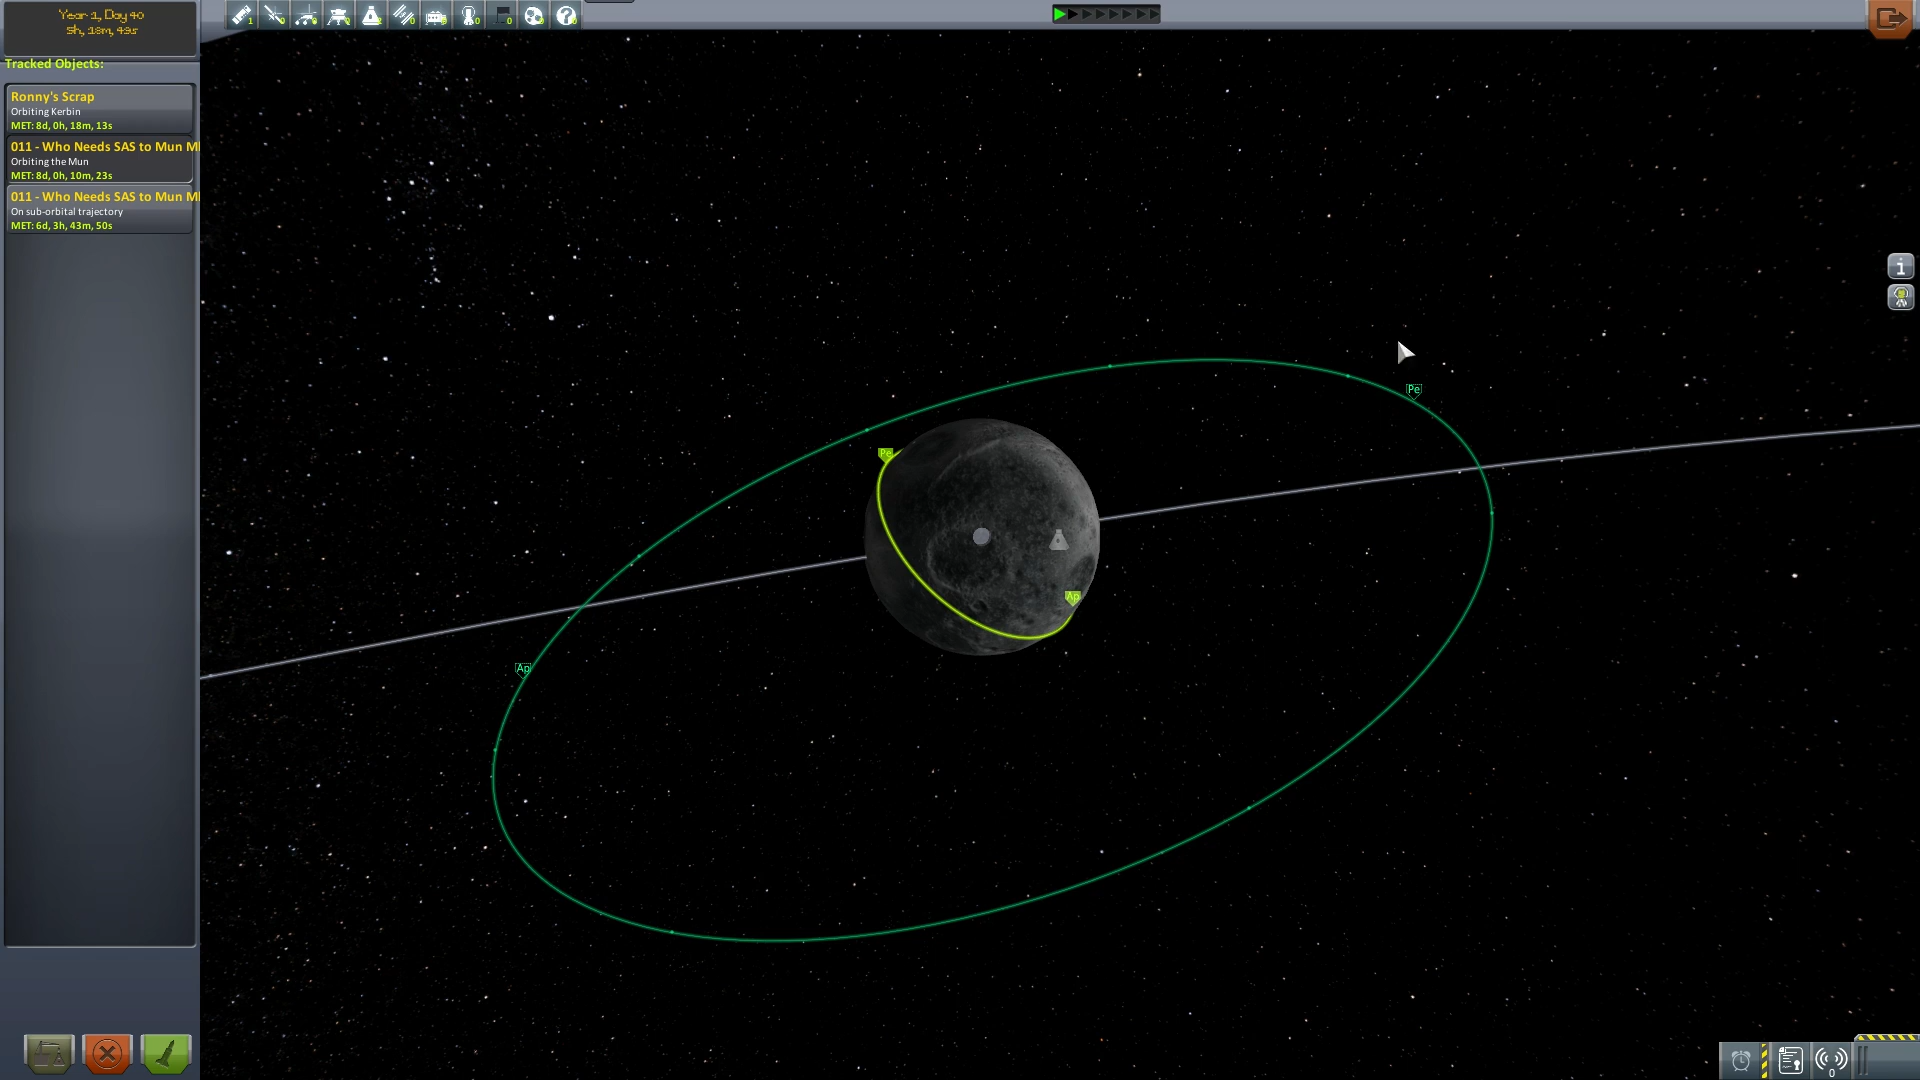 Year 1, Day 40
5h, 18m, 49s
Tracked Objects:
Ronny's Scrap
Orbiting Kerbin
MET: 8d, 0h, 18m, 13s
011 - Who Needs SAS to Mun M
Orbiting the Mun
MET: 8d, 0h, 10m, 23s
011 - Who Needs SAS to Mun M
On sub-orbital trajectory
MET: 6d, 3h, 43m, 50s
Pe
Pe
Ap
Ap
0